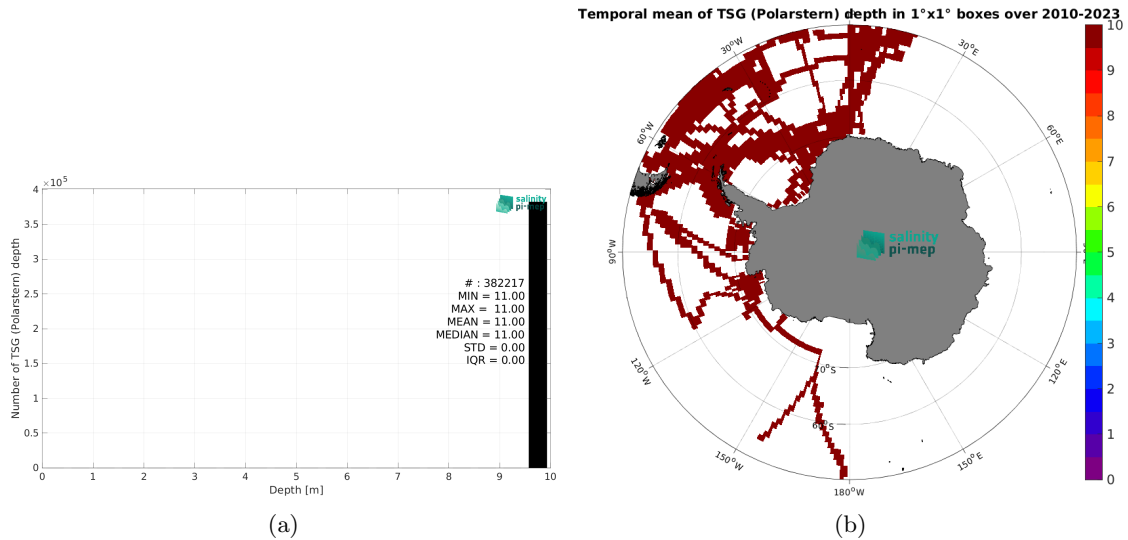 ×10⁵
4
3.5
3
2.5
2
1.5
1
0.5
0
Number of TSG (Polarstern) depth
salinity
pi-mep
# : 382217
MIN = 11.00
MAX = 11.00
MEAN = 11.00
MEDIAN = 11.00
STD = 0.00
IQR = 0.00
0 1 2 3 4 5 6 7 8 9 10
Depth [m]
(a)
Temporal mean of TSG (Polarstern) depth in 1°x1° boxes over 2010-2023
30°W
30°E
60°W
60°E
90°W
salinity
pi-mep
120°W
120°E
70°S
60°S
150°W
150°E
180°W
10
9
8
7
6
5
4
3
2
1
0
(b)